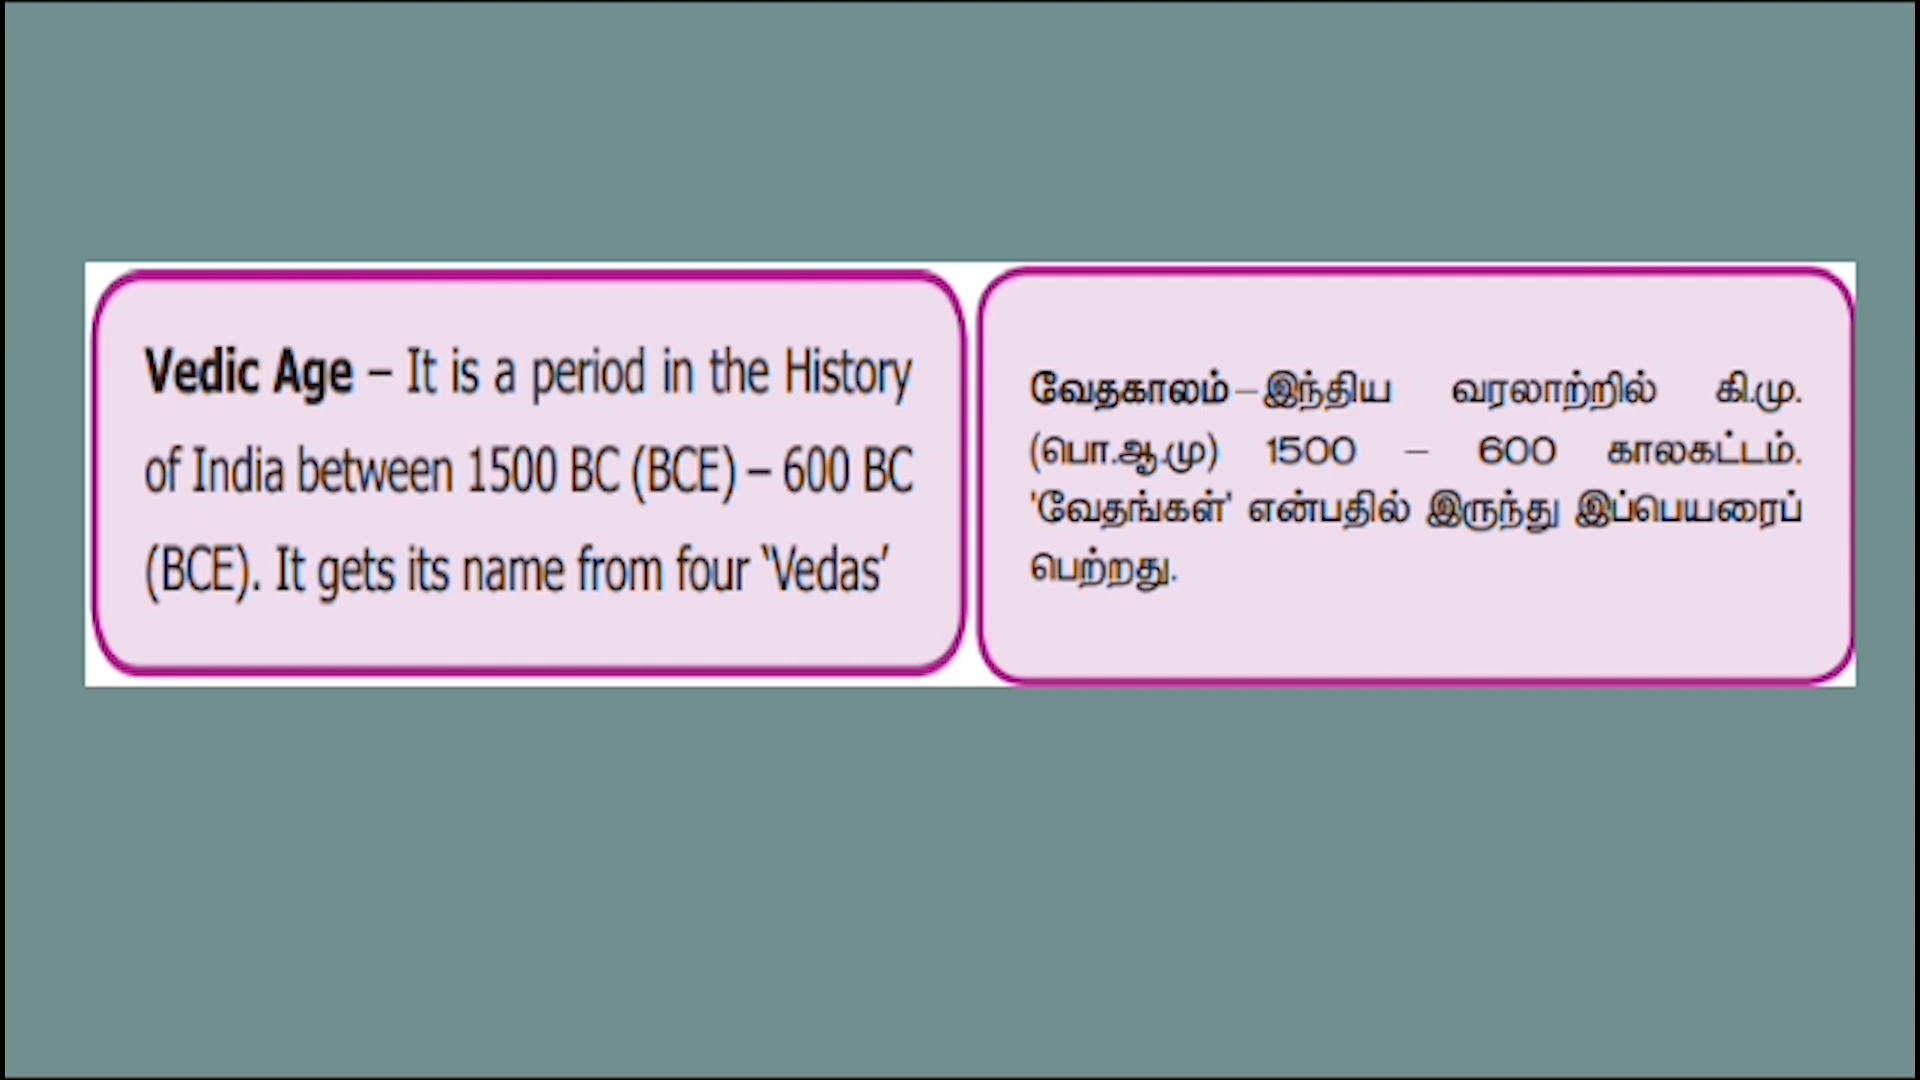 Vedic Age – It is a period in the History
of India between 1500 BC (BCE) – 600 BC
(BCE). It gets its name from four ‘Vedas’
வேதகாலம் – இந்திய வரலாற்றில் கி.மு.
(பொ.ஆ.மு) 1500 – 600 காலகட்டம்.
'வேதங்கள்' என்பதில் இருந்து இப்பெயரைப்
பெற்றது.